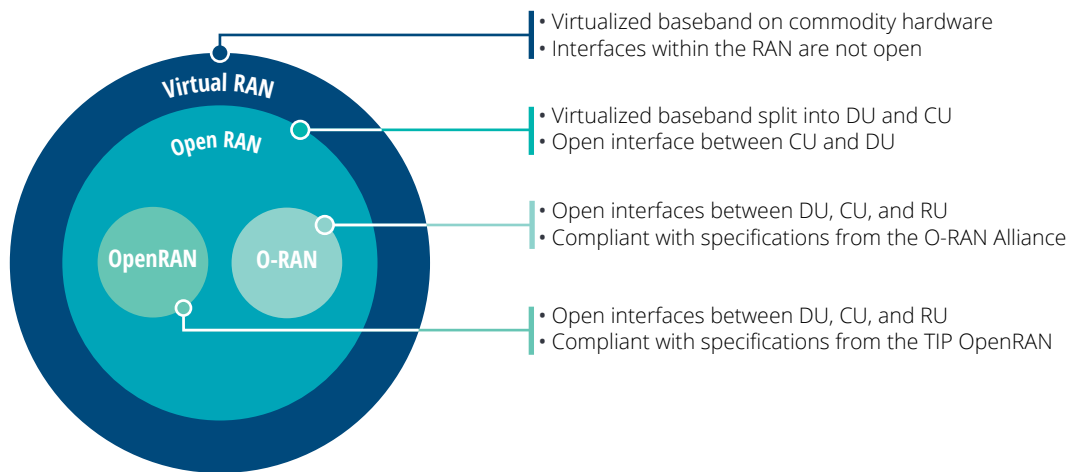 • Virtualized baseband on commodity hardware
• Interfaces within the RAN are not open
Virtual RAN
• Virtualized baseband split into DU and CU
• Open interface between CU and DU
Open RAN
• Open interfaces between DU, CU, and RU
• Compliant with specifications from the O-RAN Alliance
OpenRAN
O-RAN
• Open interfaces between DU, CU, and RU
• Compliant with specifications from the TIP OpenRAN